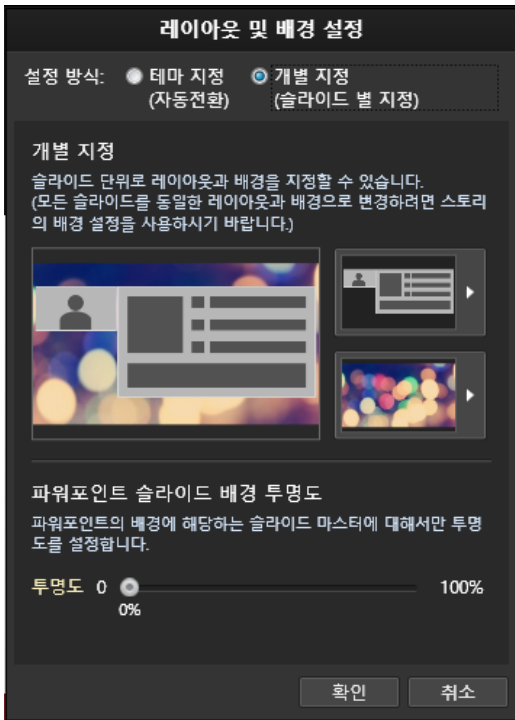 레이아웃 및 배경 설정
설정 방식: 테마 지정 개별 지정
(자동전환) (슬라이드 별 지정)
개별 지정
슬라이드 단위로 레이아웃과 배경을 지정할 수 있습니다.
(모든 슬라이드를 동일한 레이아웃과 배경으로 변경하려면 스토리
의 배경 설정을 사용하시기 바랍니다.)
파워포인트 슬라이드 배경 투명도
파워포인트의 배경에 해당하는 슬라이드 마스터에 대해서만 투명
도를 설정합니다.
투명도 0 100%
0%
확인 취소